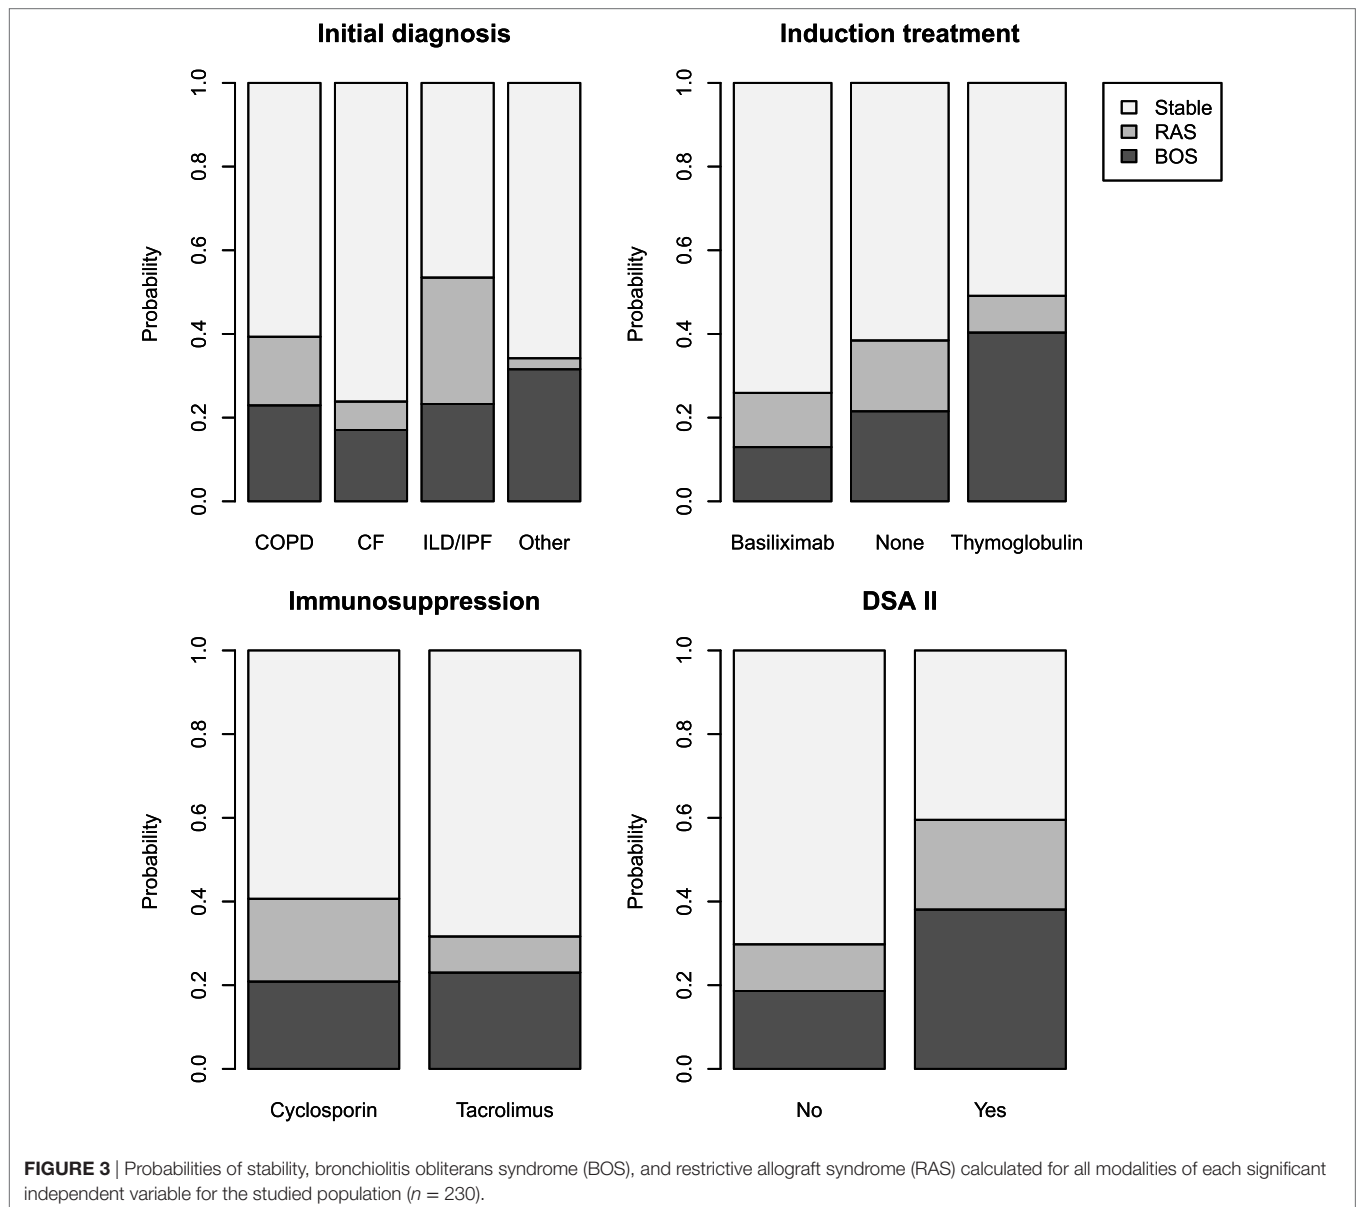 Initial diagnosis
Induction treatment
Probability
0.0 0.2 0.4 0.6 0.8 1.0
COPD CF ILD/IPF Other
Probability
0.0 0.2 0.4 0.6 0.8 1.0
Basiliximab None Thymoglobulin
Stable
RAS
BOS
Immunosuppression
DSA II
Probability
0.0 0.2 0.4 0.6 0.8 1.0
Cyclosporin Tacrolimus
Probability
0.0 0.2 0.4 0.6 0.8 1.0
No Yes
FIGURE 3 | Probabilities of stability, bronchiolitis obliterans syndrome (BOS), and restrictive allograft syndrome (RAS) calculated for all modalities of each significant
independent variable for the studied population (n = 230).